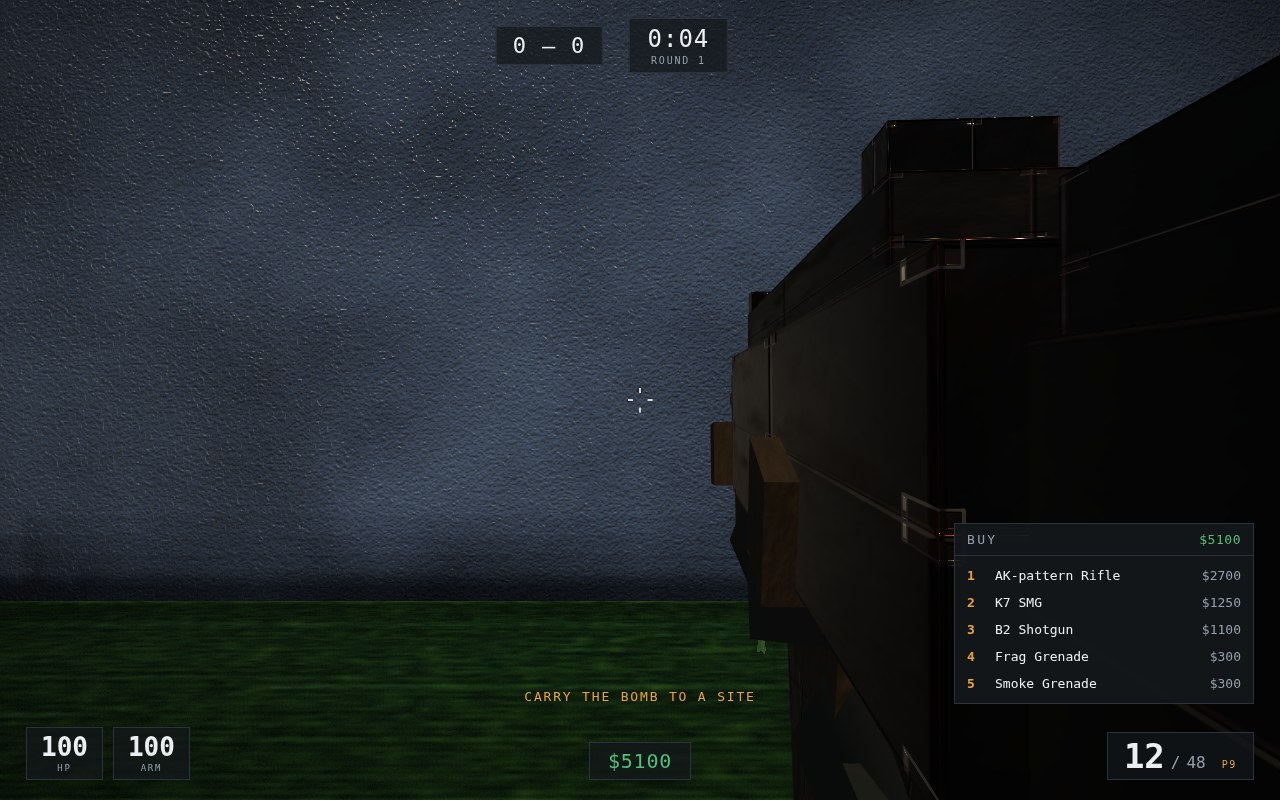 0 – 0
0:04
ROUND 1
BUY $5100
1 AK-pattern Rifle $2700
2 K7 SMG $1250
3 B2 Shotgun $1100
4 Frag Grenade $300
5 Smoke Grenade $300
CARRY THE BOMB TO A SITE
100 HP
100 ARM
$5100
12 / 48 P9